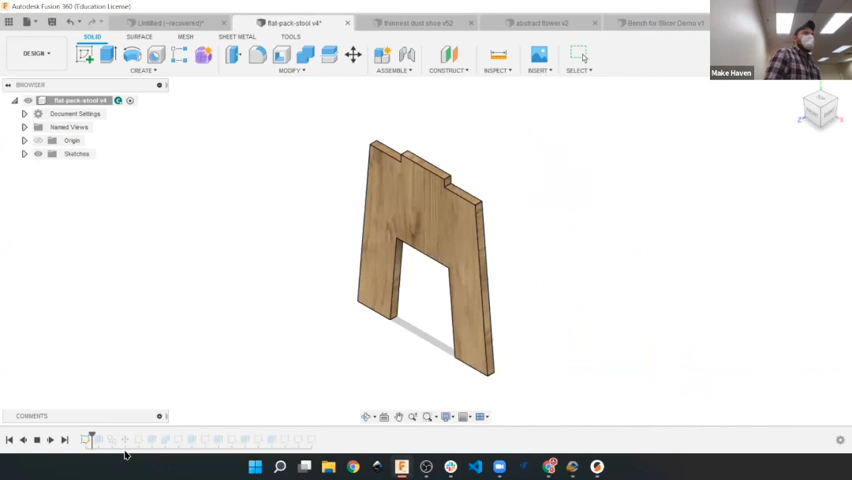 Autodesk Fusion 360 (Education License)
Untitled (~recovered)*
flat-pack-stool v4*
thinnest dust shoe v52
abstract flower v2
Bench for Slicer Demo v1
SOLID
SURFACE
MESH
SHEET METAL
TOOLS
DESIGN
CREATE
MODIFY
ASSEMBLE
CONSTRUCT
INSPECT
INSERT
SELECT
Make Haven
BROWSER
flat-pack-stool v4
Document Settings
Named Views
Origin
Sketches
Z
COMMENTS